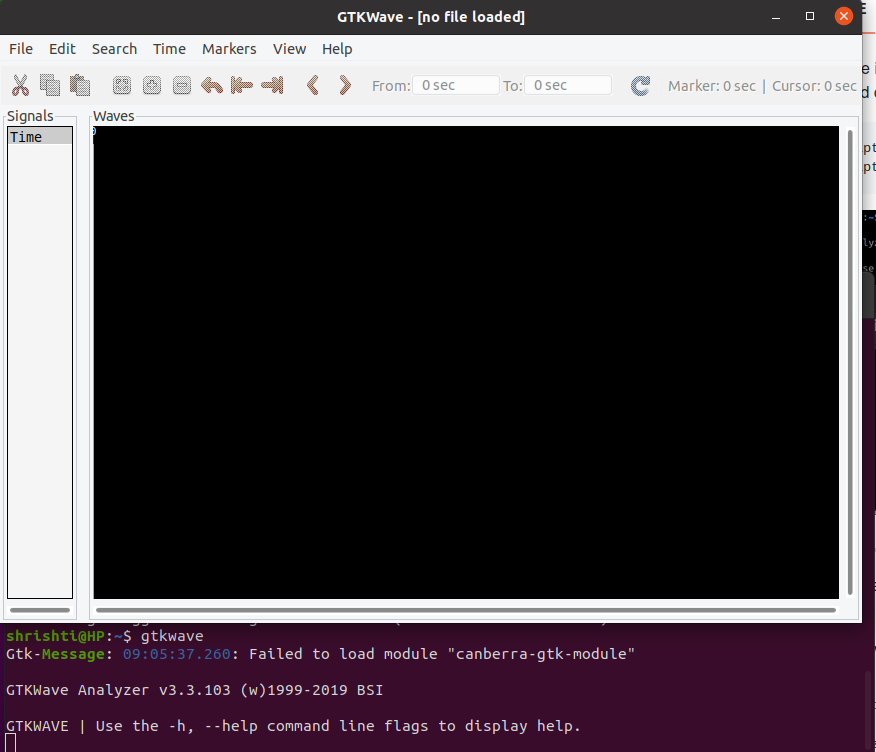 GTKWave - [no file loaded]
File Edit Search Time Markers View Help
From: 0 sec To: 0 sec Marker: 0 sec | Cursor: 0 sec
Signals Waves
Time
shrishti@HP:~$ gtkwave
Gtk-Message: 09:05:37.260: Failed to load module "canberra-gtk-module"
GTKWave Analyzer v3.3.103 (w)1999-2019 BSI
GTKWAVE | Use the -h, --help command line flags to display help.